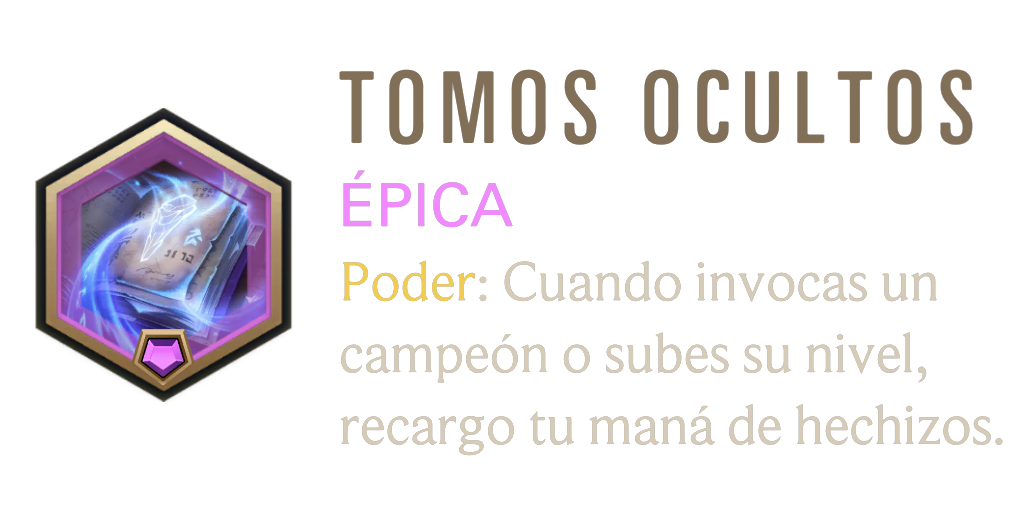 TOMOS OCULTOS
ÉPICA
Poder: Cuando invocas un
campeón o subes su nivel,
recargo tu maná de hechizos.